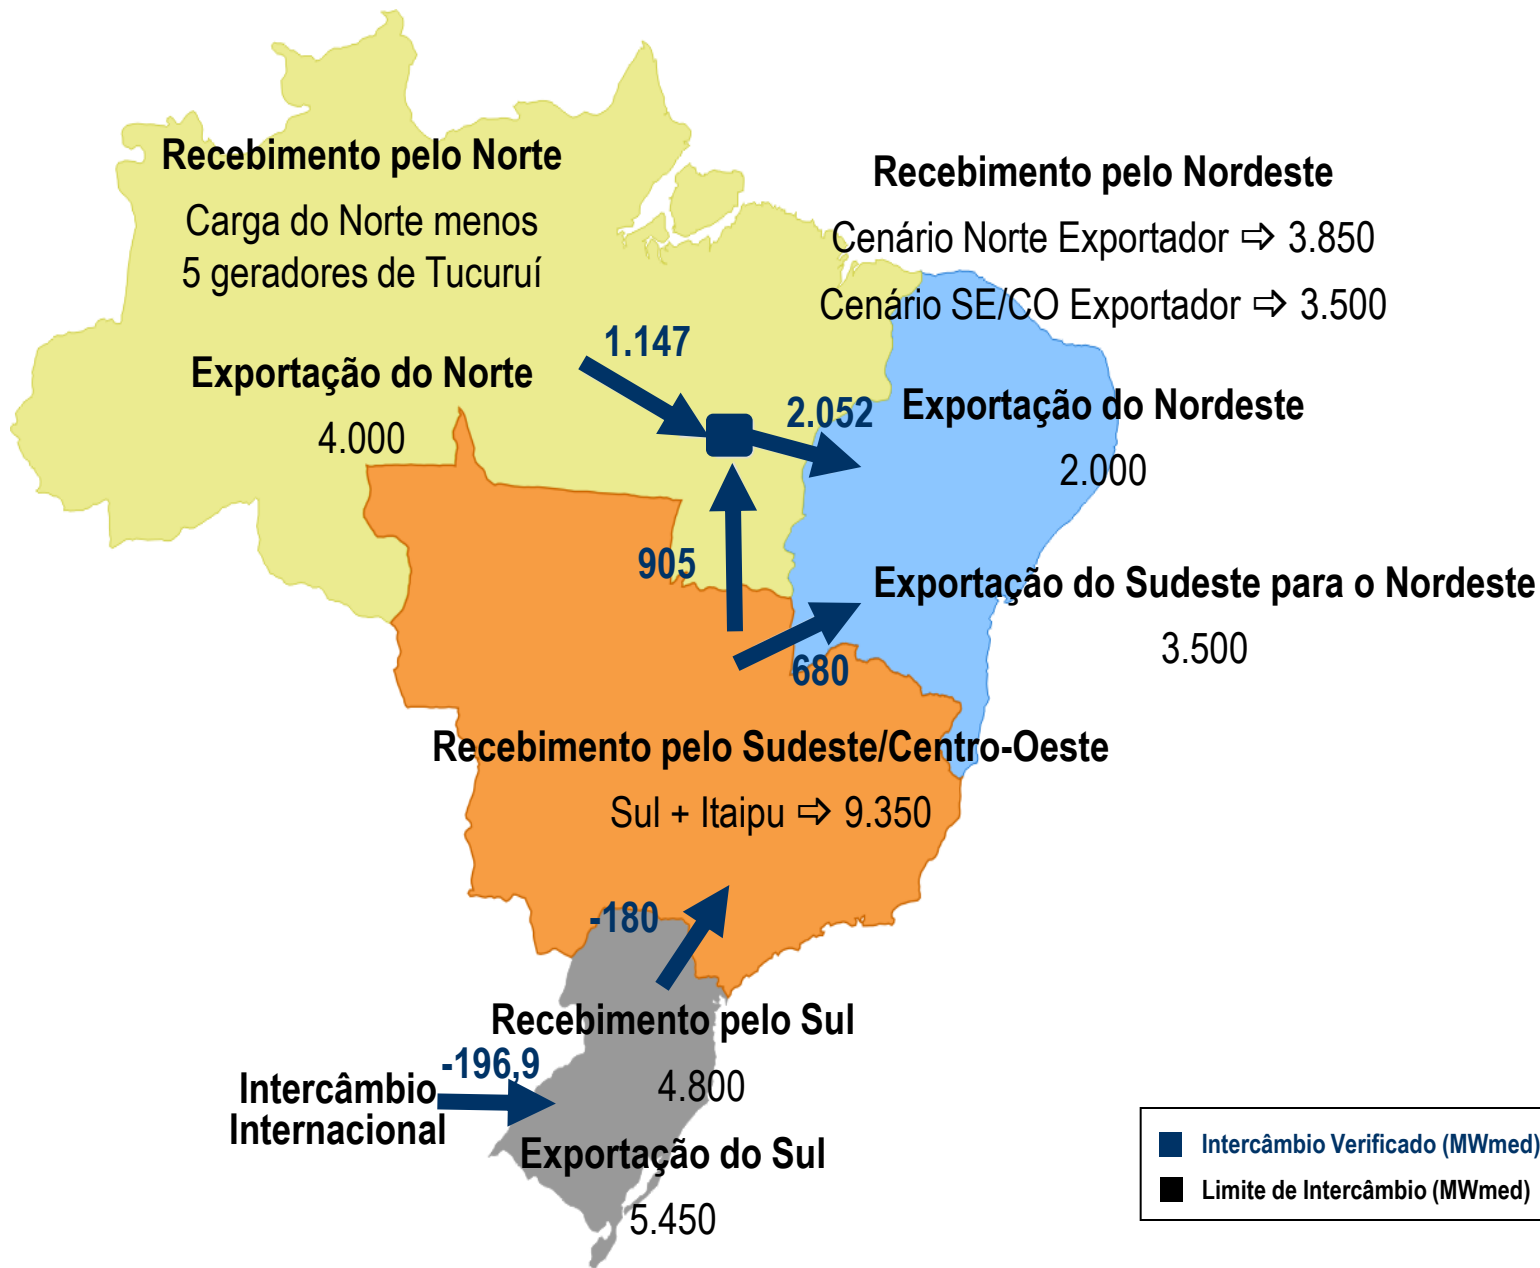 Recebimento pelo Norte
Carga do Norte menos
5 geradores de Tucuruí
Recebimento pelo Nordeste
Cenário Norte Exportador ⇨ 3.850
Cenário SE/CO Exportador ⇨ 3.500
1.147
Exportação do Norte
4.000
2.052
Exportação do Nordeste
2.000
905
Exportação do Sudeste para o Nordeste
3.500
680
Recebimento pelo Sudeste/Centro-Oeste
Sul + Itaipu ⇨ 9.350
-180
Recebimento pelo Sul
4.800
-196,9
Intercâmbio
Internacional
Exportação do Sul
5.450
Intercâmbio Verificado (MWmed)
Limite de Intercâmbio (MWmed)